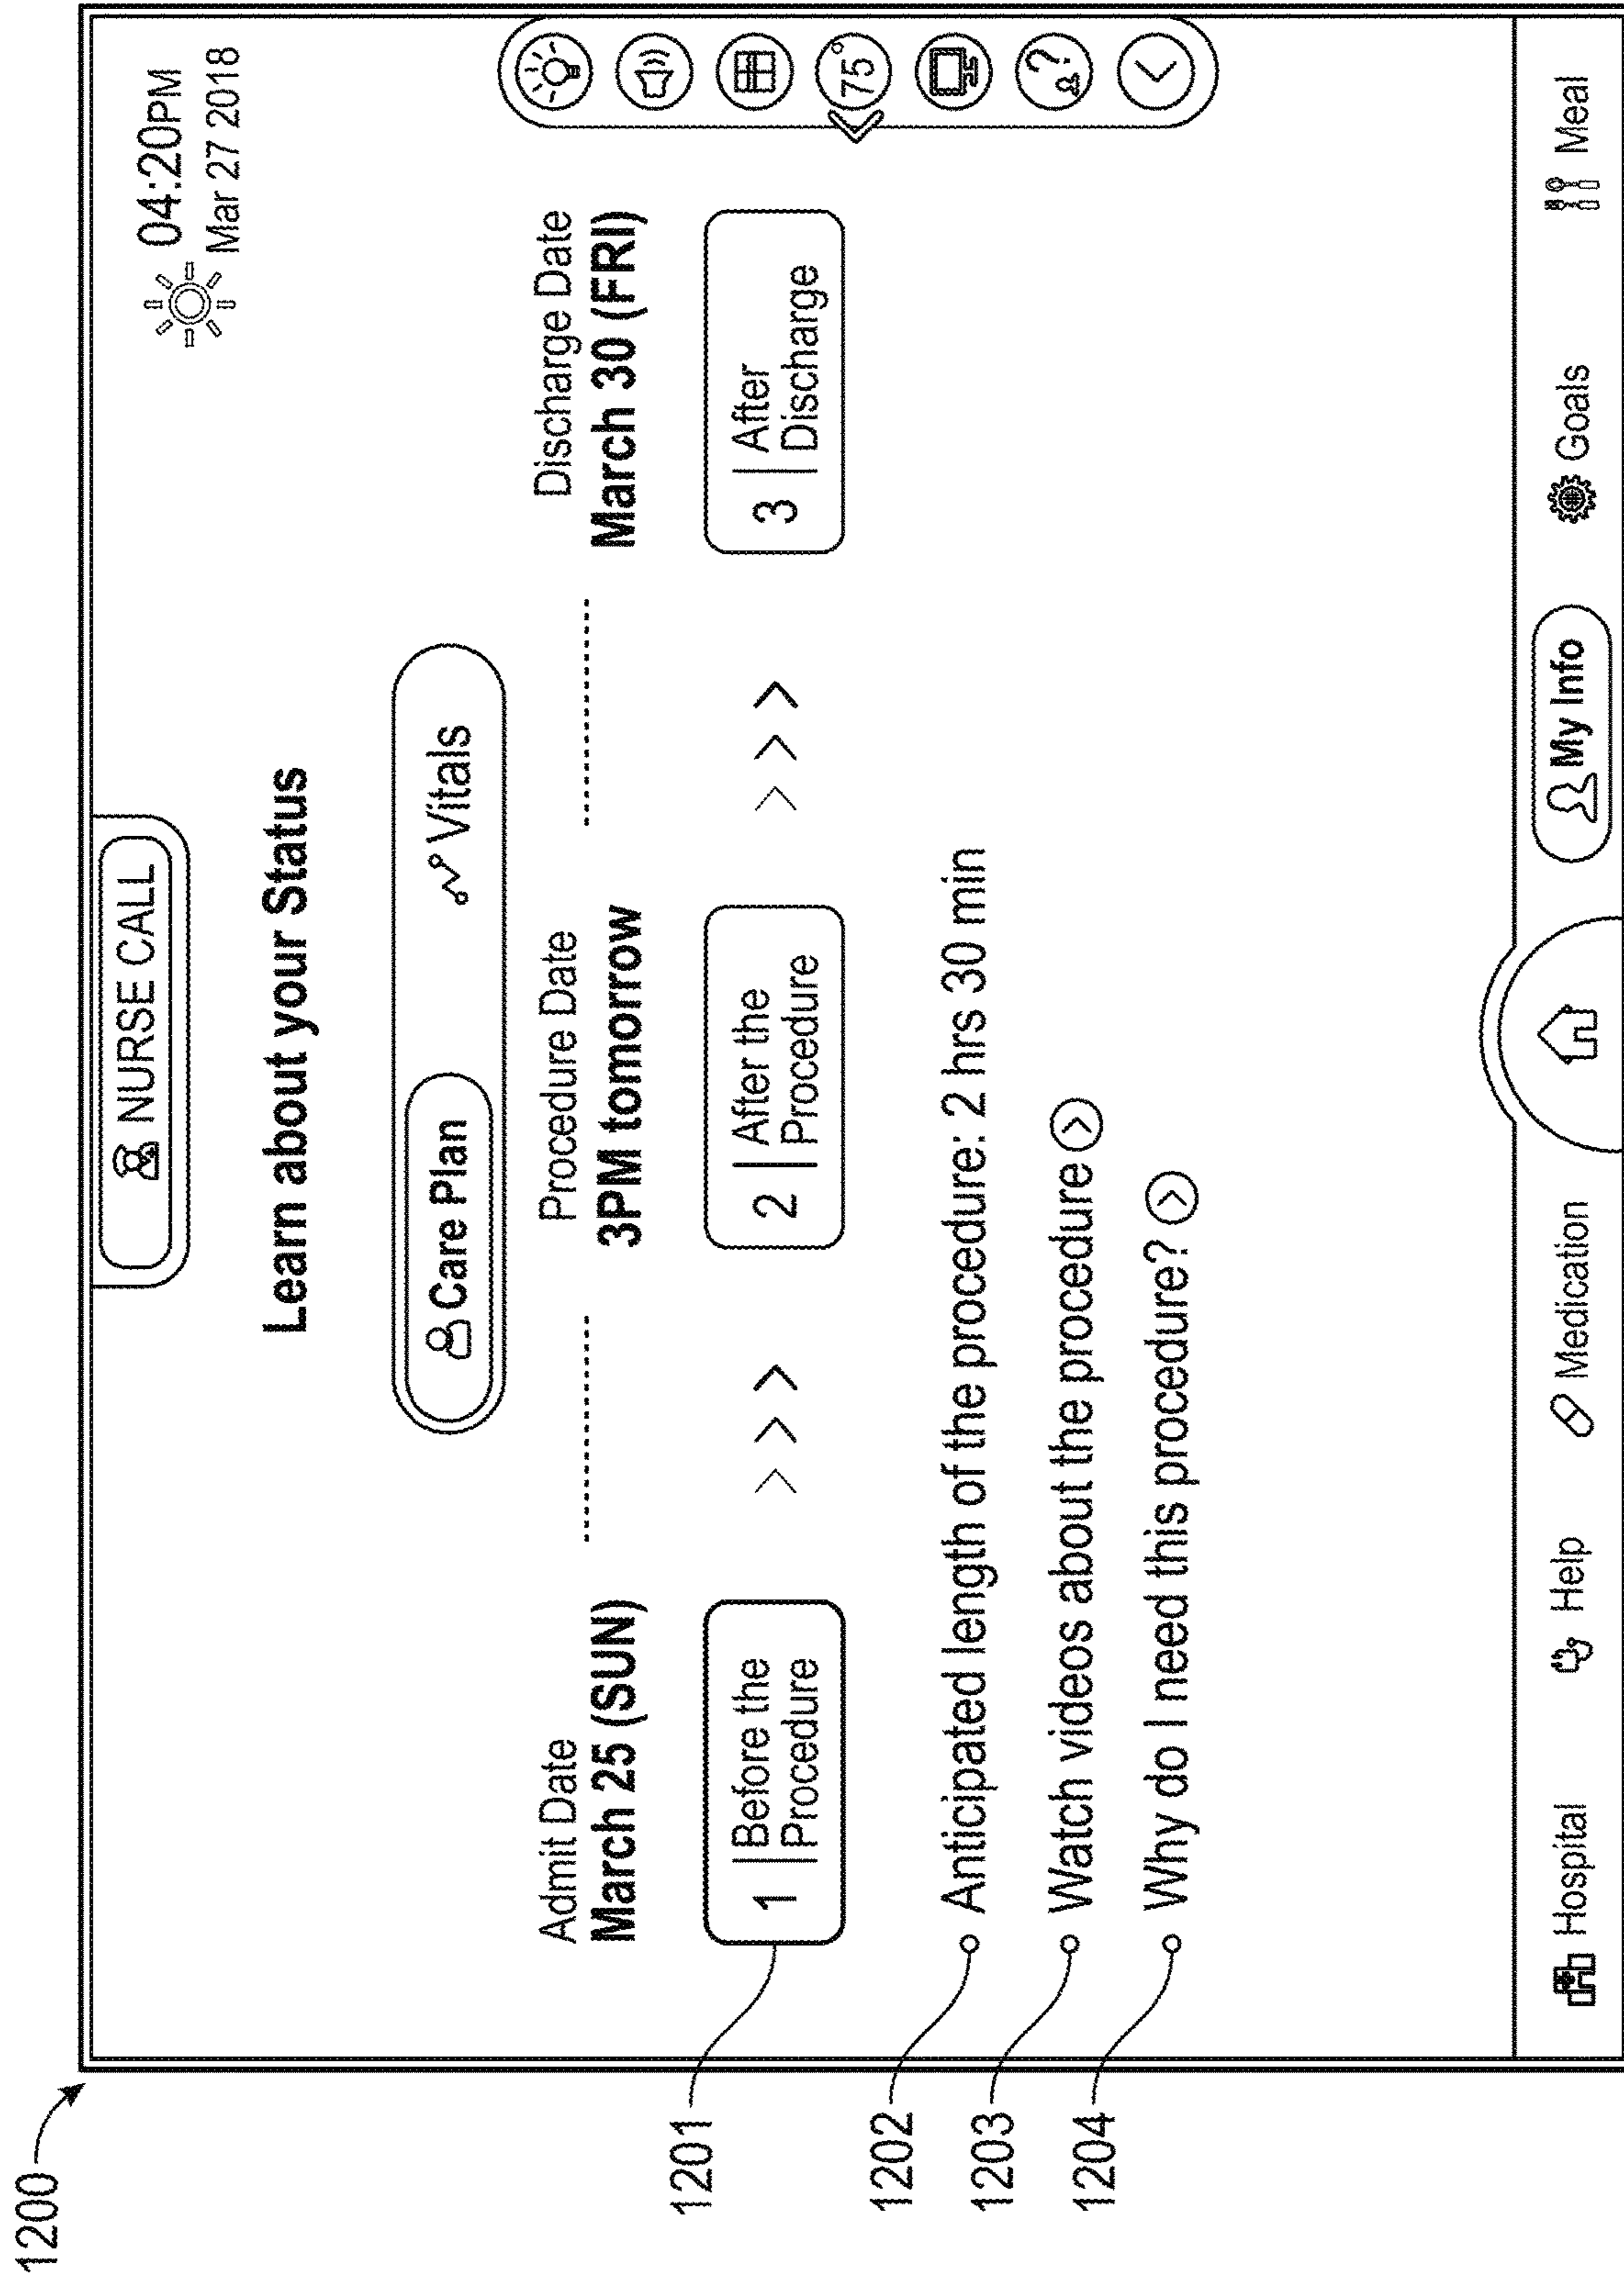 1200
NURSE CALL
04:20PM
Mar 27 2018
Learn about your Status
Care Plan
Vitals
Admit Date
March 25 (SUN)
Procedure Date
3PM tomorrow
Discharge Date
March 30 (FRI)
75°
1201
1 | Before the
Procedure
2 | After the
Procedure
3 | After
Discharge
1202
Anticipated length of the procedure: 2 hrs 30 min
1203
Watch videos about the procedure
1204
Why do I need this procedure?
Hospital
Help
Medication
My Info
Goals
Meal